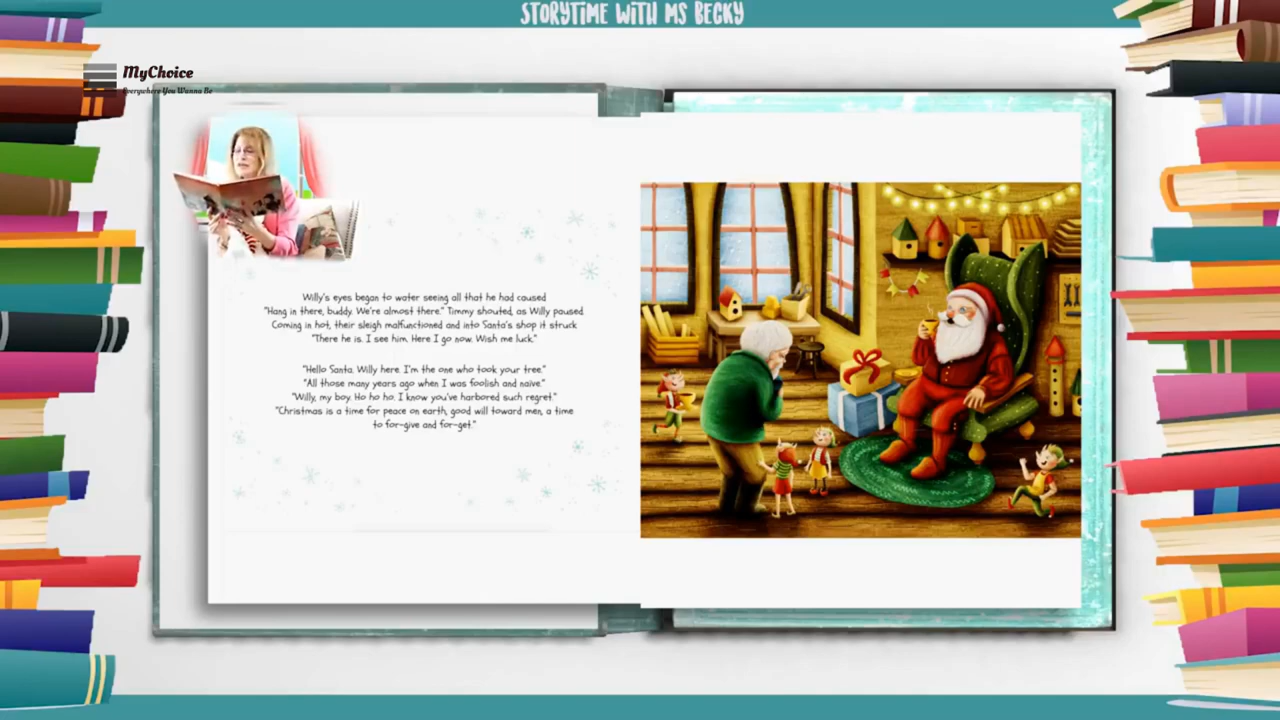 STORYTIME WITH MS BECKY
MyChoice
Everywhere You Wanna Be
Willy's eyes began to water seeing all that he had caused
"Hang in there, buddy. We're almost there." Timmy shouted, as Willy paused
Coming in hot, their sleigh malfunctioned and into Santa's shop it struck
"There he is. I see him. Here I go now. Wish me luck."
"Hello Santa. Willy here. I'm the one who took your tree."
"All those many years ago when I was foolish and naive."
"Willy, my boy. Ho ho ho. I know you've harbored such regret."
"Christmas is a time for peace on earth, good will toward men, a time
to for-give and for-get."